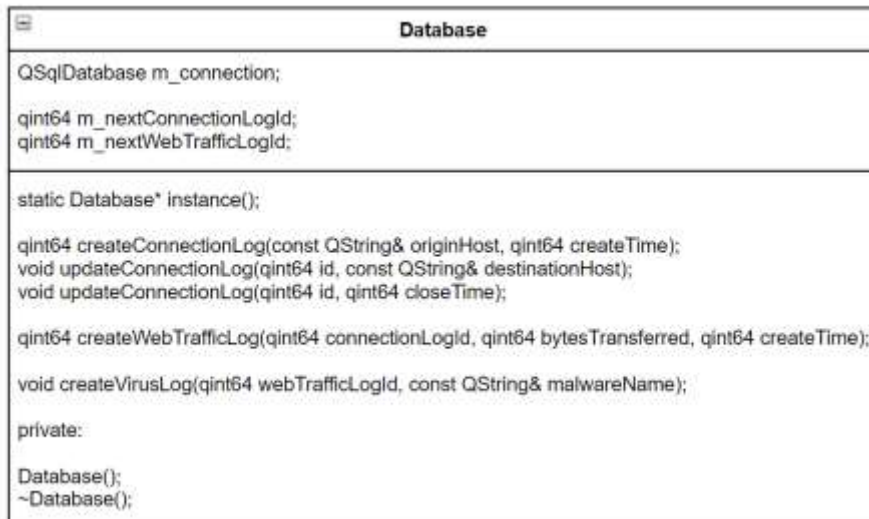 Database
QSqlDatabase m_connection;
qint64 m_nextConnectionLogId;
qint64 m_nextWebTrafficLogId;
static Database* instance();
qint64 createConnectionLog(const QString& originHost, qint64 createTime);
void updateConnectionLog(qint64 id, const QString& destinationHost);
void updateConnectionLog(qint64 id, qint64 closeTime);
qint64 createWebTrafficLog(qint64 connectionLogId, qint64 bytesTransferred, qint64 createTime);
void createVirusLog(qint64 webTrafficLogId, const QString& malwareName);
private:
Database();
~Database();